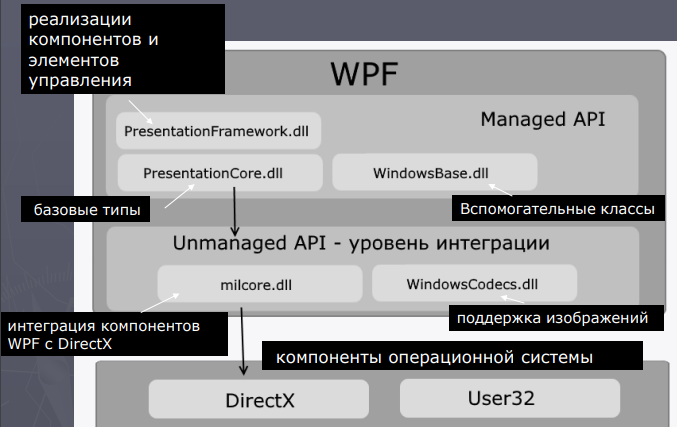 реализации
компонентов и
элементов
управления
WPF
Managed API
PresentationFramework.dll
PresentationCore.dll
WindowsBase.dll
базовые типы
Вспомогательные классы
Unmanaged API - уровень интеграции
milcore.dll
WindowsCodecs.dll
интеграция компонентов
WPF с DirectX
поддержка изображений
компоненты операционной системы
DirectX
User32